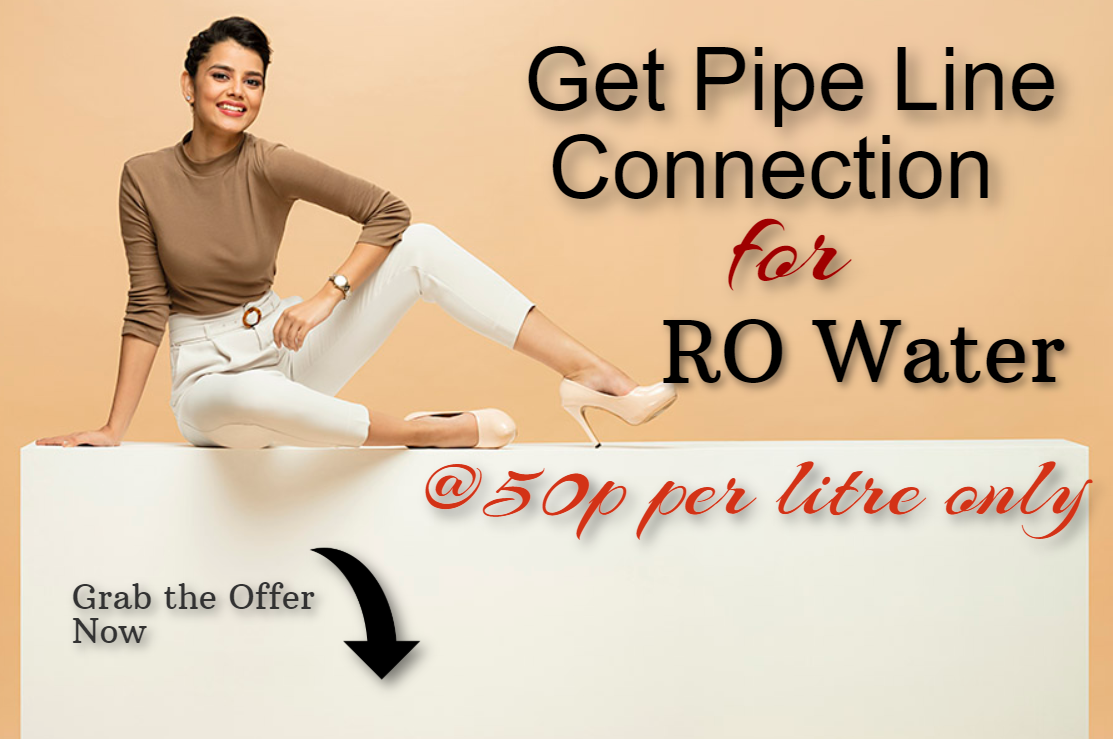 Get Pipe Line
Connection
for
RO Water
@50p per litre only
Grab the Offer
Now